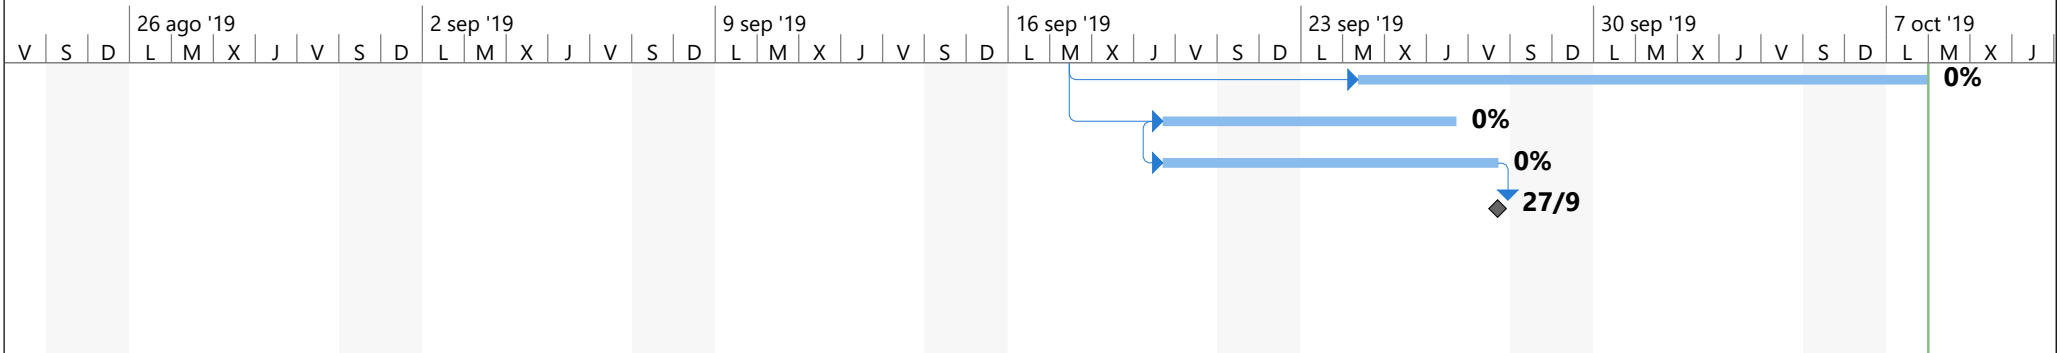 26 ago '19 2 sep '19 9 sep '19 16 sep '19 23 sep '19 30 sep '19 7 oct '19
V S D L M X J V S D L M X J V S D L M X J V S D L M X J V S D L M X J V S D L M X J V S D L M X J
0%
0%
0%
27/9